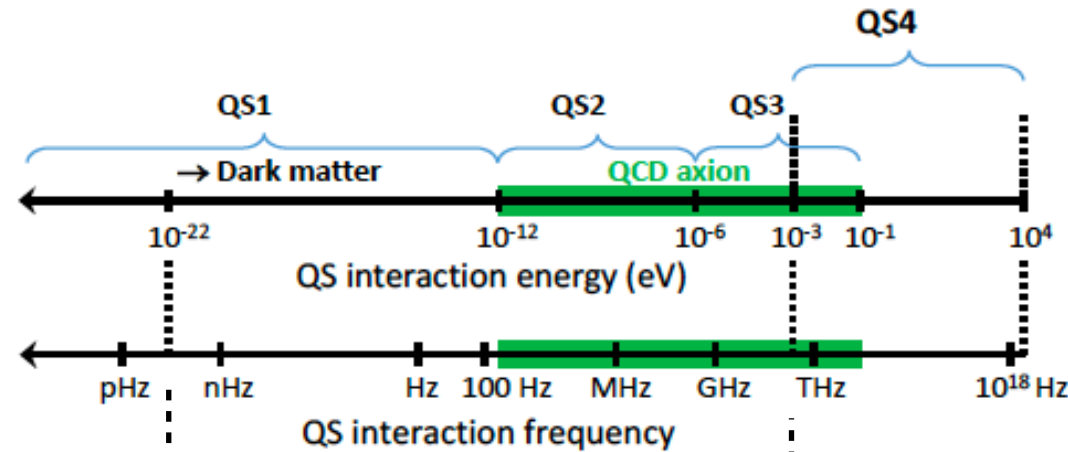 QS4
QS1 QS2 QS3
→ Dark matter QCD axion
10⁻²² 10⁻¹² 10⁻⁶ 10⁻³ 10⁻¹ 10⁴
QS interaction energy (eV)
pHz nHz Hz 100 Hz MHz GHz THz 10¹⁸ Hz
QS interaction frequency